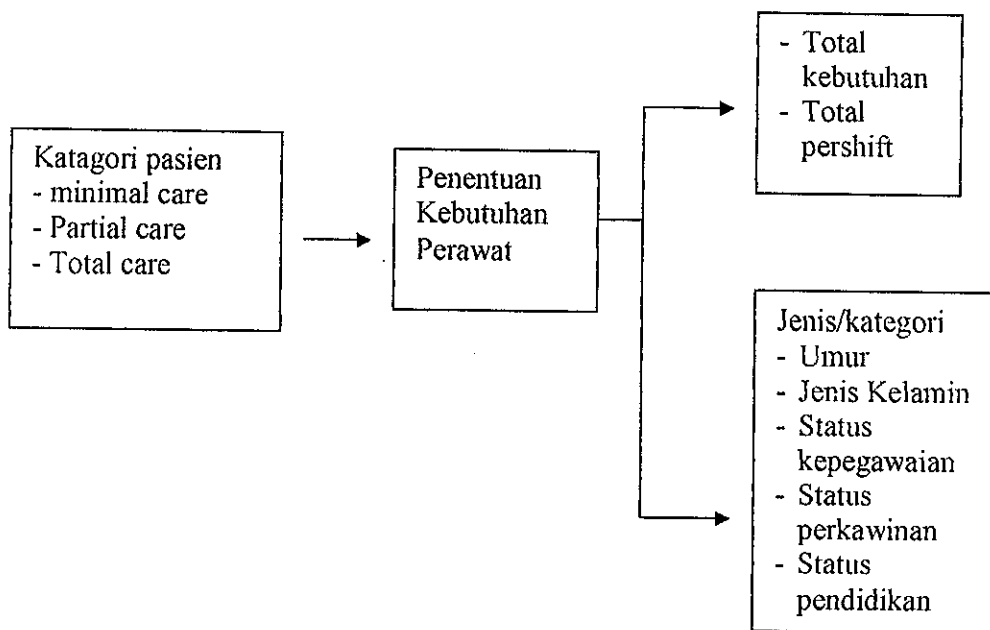 Katagori pasien
- minimal care
- Partial care
- Total care
Penentuan
Kebutuhan
Perawat
- Total
kebutuhan
- Total
pershift
Jenis/kategori
- Umur
- Jenis Kelamin
- Status
kepegawaian
- Status
perkawinan
- Status
pendidikan